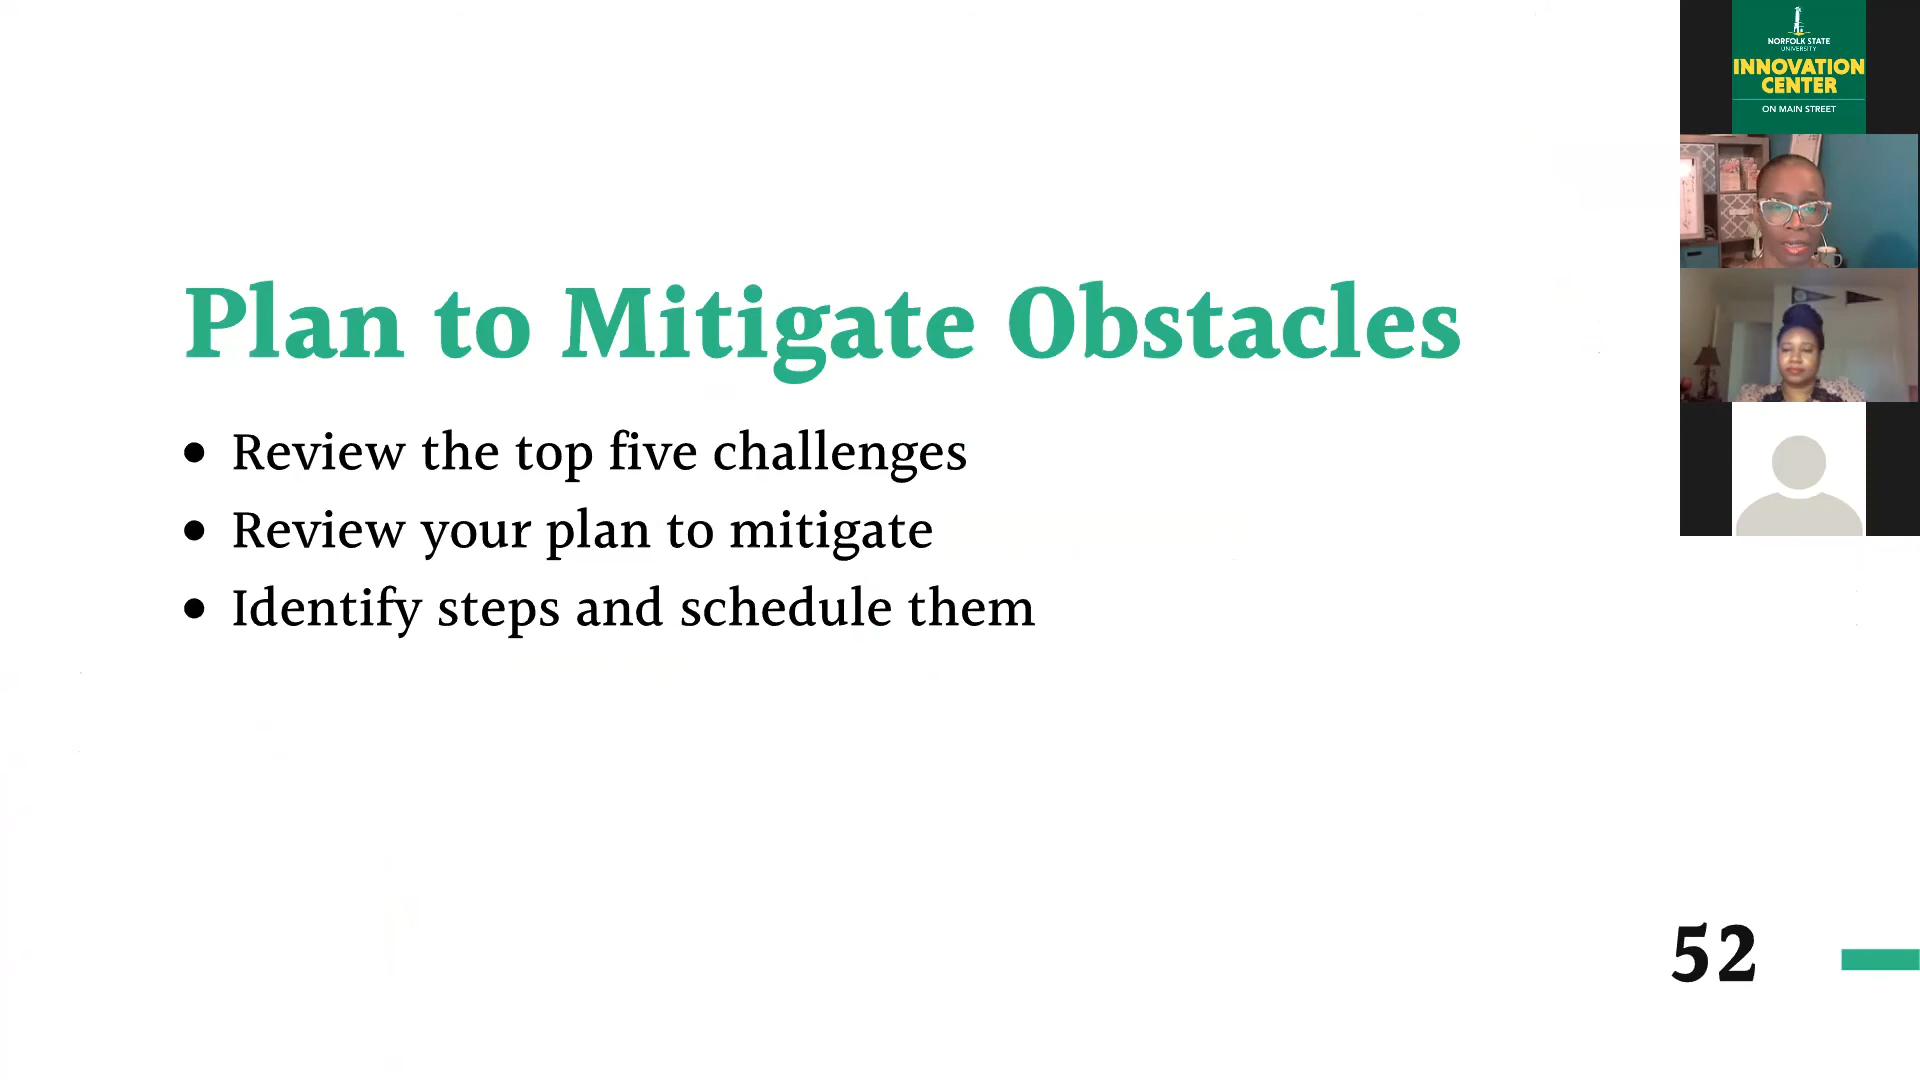 NORFOLK STATE
UNIVERSITY
INNOVATION
CENTER
ON MAIN STREET
Plan to Mitigate Obstacles
• Review the top five challenges
• Review your plan to mitigate
• Identify steps and schedule them
52